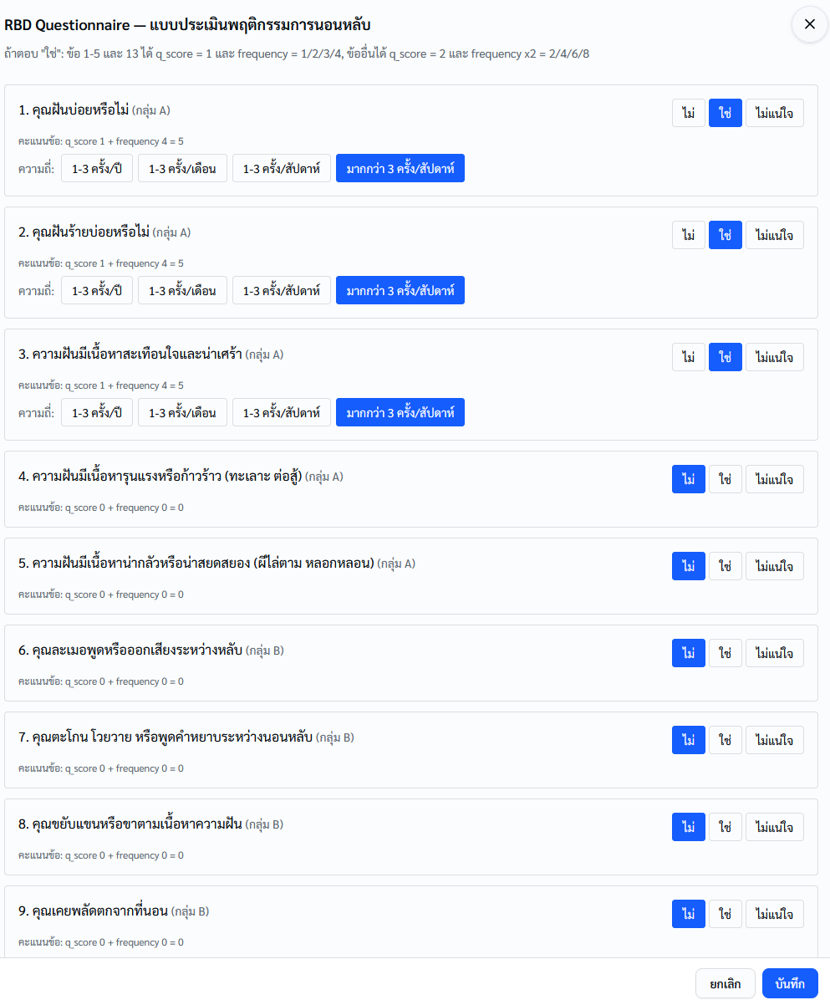 RBD Questionnaire — แบบประเมินพฤติกรรมการนอนหลับ
ถ้าตอบ "ใช่": ข้อ 1-5 และ 13 ได้ q_score = 1 และ frequency = 1/2/3/4, ข้ออื่นได้ q_score = 2 และ frequency x2 = 2/4/6/8
1. คุณฝันบ่อยหรือไม่ (กลุ่ม A) ไม่ ใช่ ไม่แน่ใจ
คะแนนข้อ: q_score 1 + frequency 4 = 5
ความถี่: 1-3 ครั้ง/ปี 1-3 ครั้ง/เดือน 1-3 ครั้ง/สัปดาห์ มากกว่า 3 ครั้ง/สัปดาห์
2. คุณฝันร้ายบ่อยหรือไม่ (กลุ่ม A) ไม่ ใช่ ไม่แน่ใจ
คะแนนข้อ: q_score 1 + frequency 4 = 5
ความถี่: 1-3 ครั้ง/ปี 1-3 ครั้ง/เดือน 1-3 ครั้ง/สัปดาห์ มากกว่า 3 ครั้ง/สัปดาห์
3. ความฝันมีเนื้อหาสะเทือนใจและน่าเศร้า (กลุ่ม A) ไม่ ใช่ ไม่แน่ใจ
คะแนนข้อ: q_score 1 + frequency 4 = 5
ความถี่: 1-3 ครั้ง/ปี 1-3 ครั้ง/เดือน 1-3 ครั้ง/สัปดาห์ มากกว่า 3 ครั้ง/สัปดาห์
4. ความฝันมีเนื้อหารุนแรงหรือก้าวร้าว (ทะเลาะ ต่อสู้) (กลุ่ม A) ไม่ ใช่ ไม่แน่ใจ
คะแนนข้อ: q_score 0 + frequency 0 = 0
5. ความฝันมีเนื้อหาน่ากลัวหรือน่าสยดสยอง (ผีไล่ตาม หลอกหลอน) (กลุ่ม A) ไม่ ใช่ ไม่แน่ใจ
คะแนนข้อ: q_score 0 + frequency 0 = 0
6. คุณละเมอพูดหรือออกเสียงระหว่างหลับ (กลุ่ม B) ไม่ ใช่ ไม่แน่ใจ
คะแนนข้อ: q_score 0 + frequency 0 = 0
7. คุณตะโกน โวยวาย หรือพูดคำหยาบระหว่างนอนหลับ (กลุ่ม B) ไม่ ใช่ ไม่แน่ใจ
คะแนนข้อ: q_score 0 + frequency 0 = 0
8. คุณขยับแขนหรือขาตามเนื้อหาความฝัน (กลุ่ม B) ไม่ ใช่ ไม่แน่ใจ
คะแนนข้อ: q_score 0 + frequency 0 = 0
9. คุณเคยพลัดตกจากที่นอน (กลุ่ม B) ไม่ ใช่ ไม่แน่ใจ
คะแนนข้อ: q_score 0 + frequency 0 = 0
ยกเลิก บันทึก